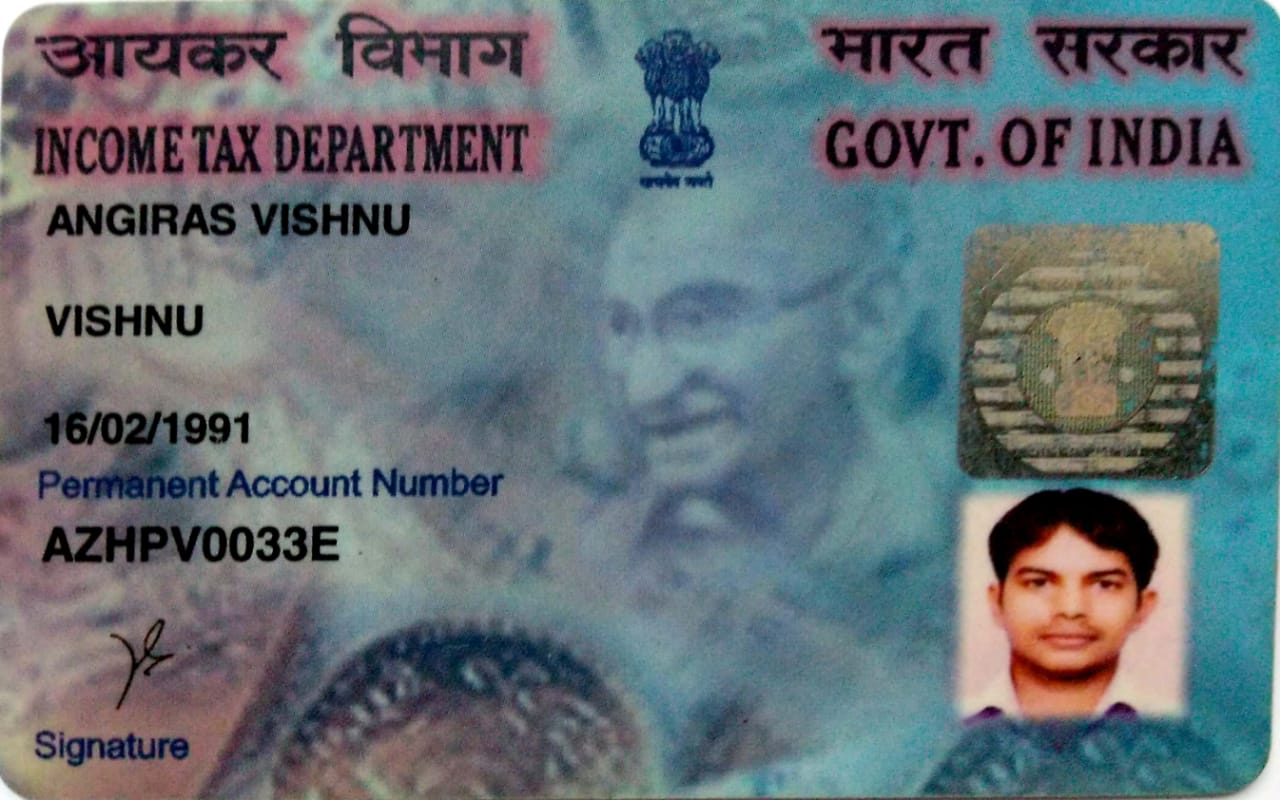 आयकर विभाग
भारत सरकार
INCOME TAX DEPARTMENT
GOVT. OF INDIA
ANGIRAS VISHNU
VISHNU
16/02/1991
Permanent Account Number
AZHPV0033E
Signature